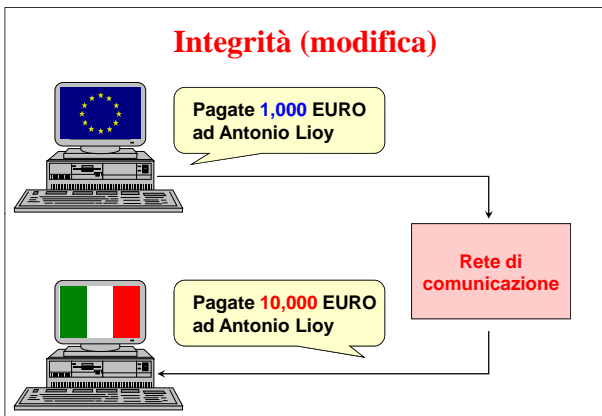 Integrità (modifica)
Pagate 1,000 EURO
ad Antonio Lioy
Rete di
comunicazione
Pagate 10,000 EURO
ad Antonio Lioy